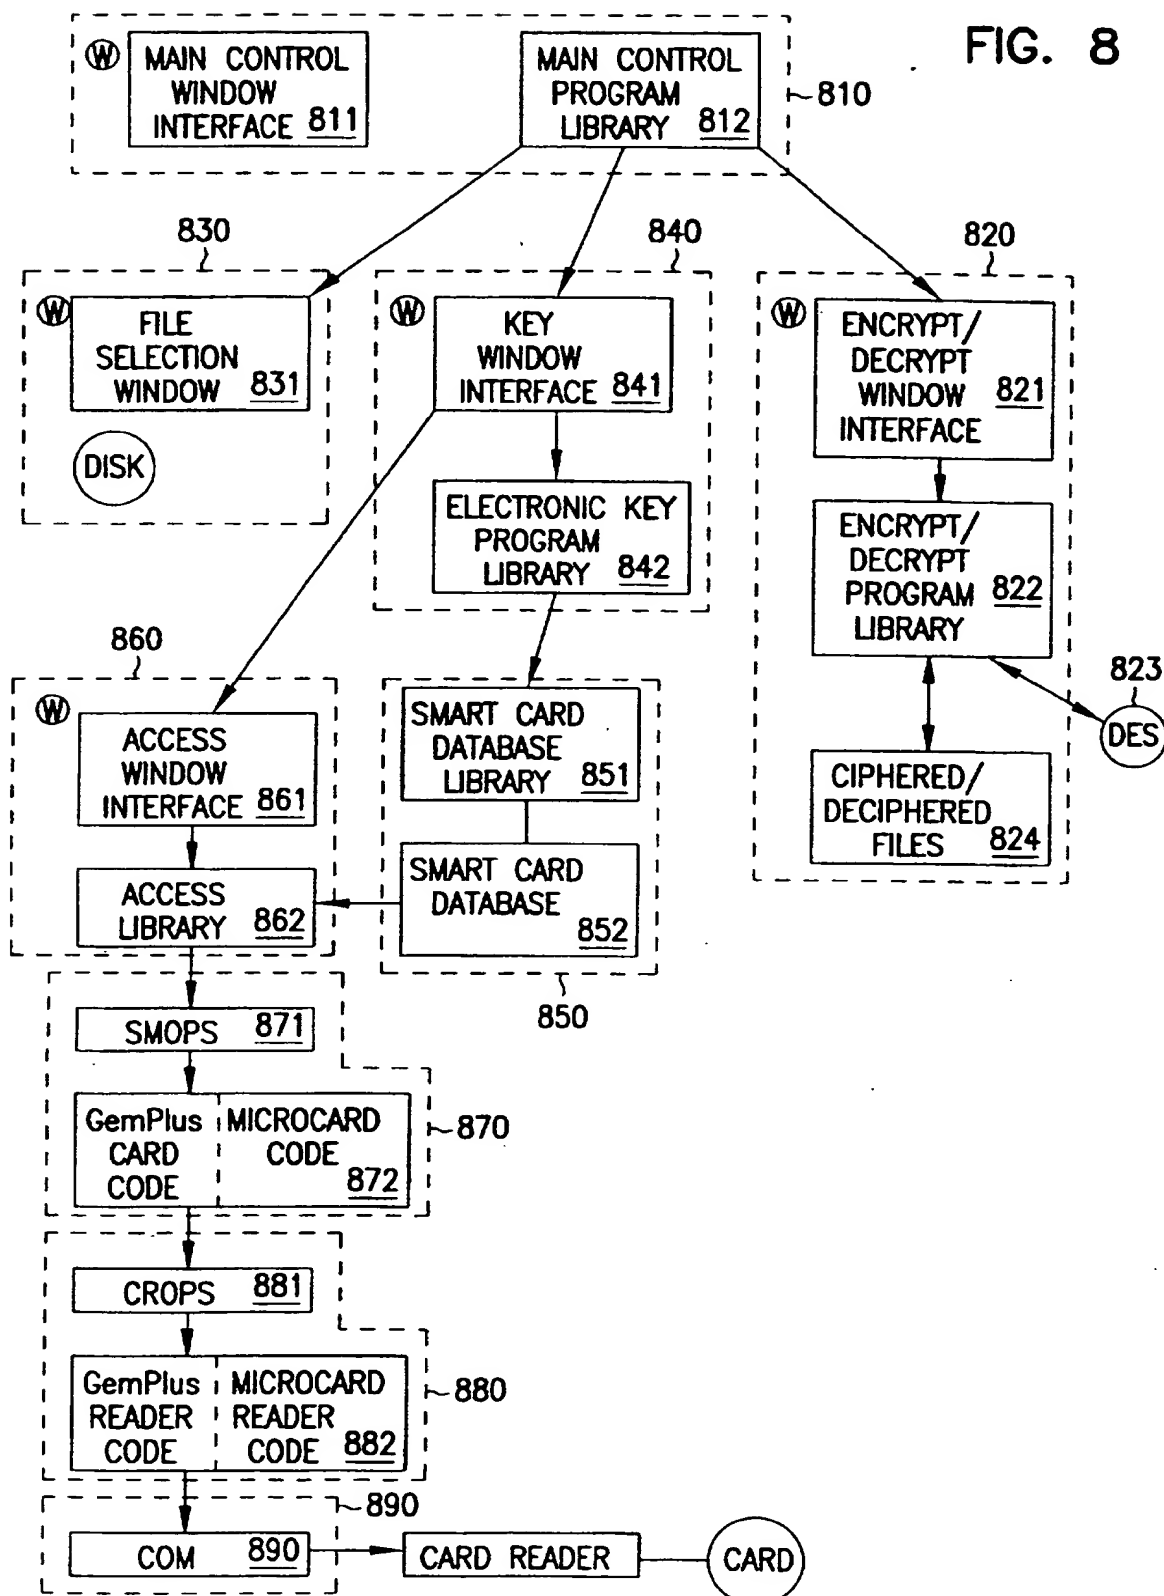 FIG. 8
W
MAIN CONTROL
WINDOW
INTERFACE 811
MAIN CONTROL
PROGRAM
LIBRARY 812
810
830
W
FILE
SELECTION
WINDOW 831
DISK
840
W
KEY
WINDOW
INTERFACE 841
ELECTRONIC KEY
PROGRAM
LIBRARY 842
820
W
ENCRYPT/
DECRYPT
WINDOW 821
INTERFACE
ENCRYPT/
DECRYPT
PROGRAM 822
LIBRARY
823
DES
CIPHERED/
DECIPHERED
FILES 824
860
W
ACCESS
WINDOW
INTERFACE 861
ACCESS
LIBRARY 862
SMART CARD
DATABASE
LIBRARY 851
SMART CARD
DATABASE
852
850
SMOPS 871
GemPlus
CARD
CODE
MICROCARD
CODE
872
870
CROPS 881
GemPlus
READER
CODE
MICROCARD
READER
CODE 882
880
890
COM 890
CARD READER
CARD